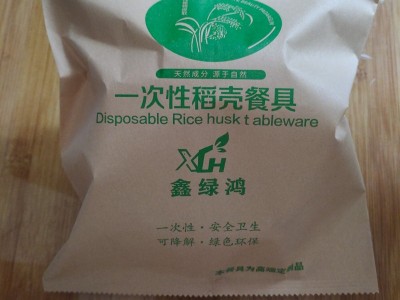 天然成分 源于自然
一次性稻壳餐具
Disposable Rice husk t ableware
XLH
鑫绿鸿
一次性·安全卫生
可降解·绿色环保